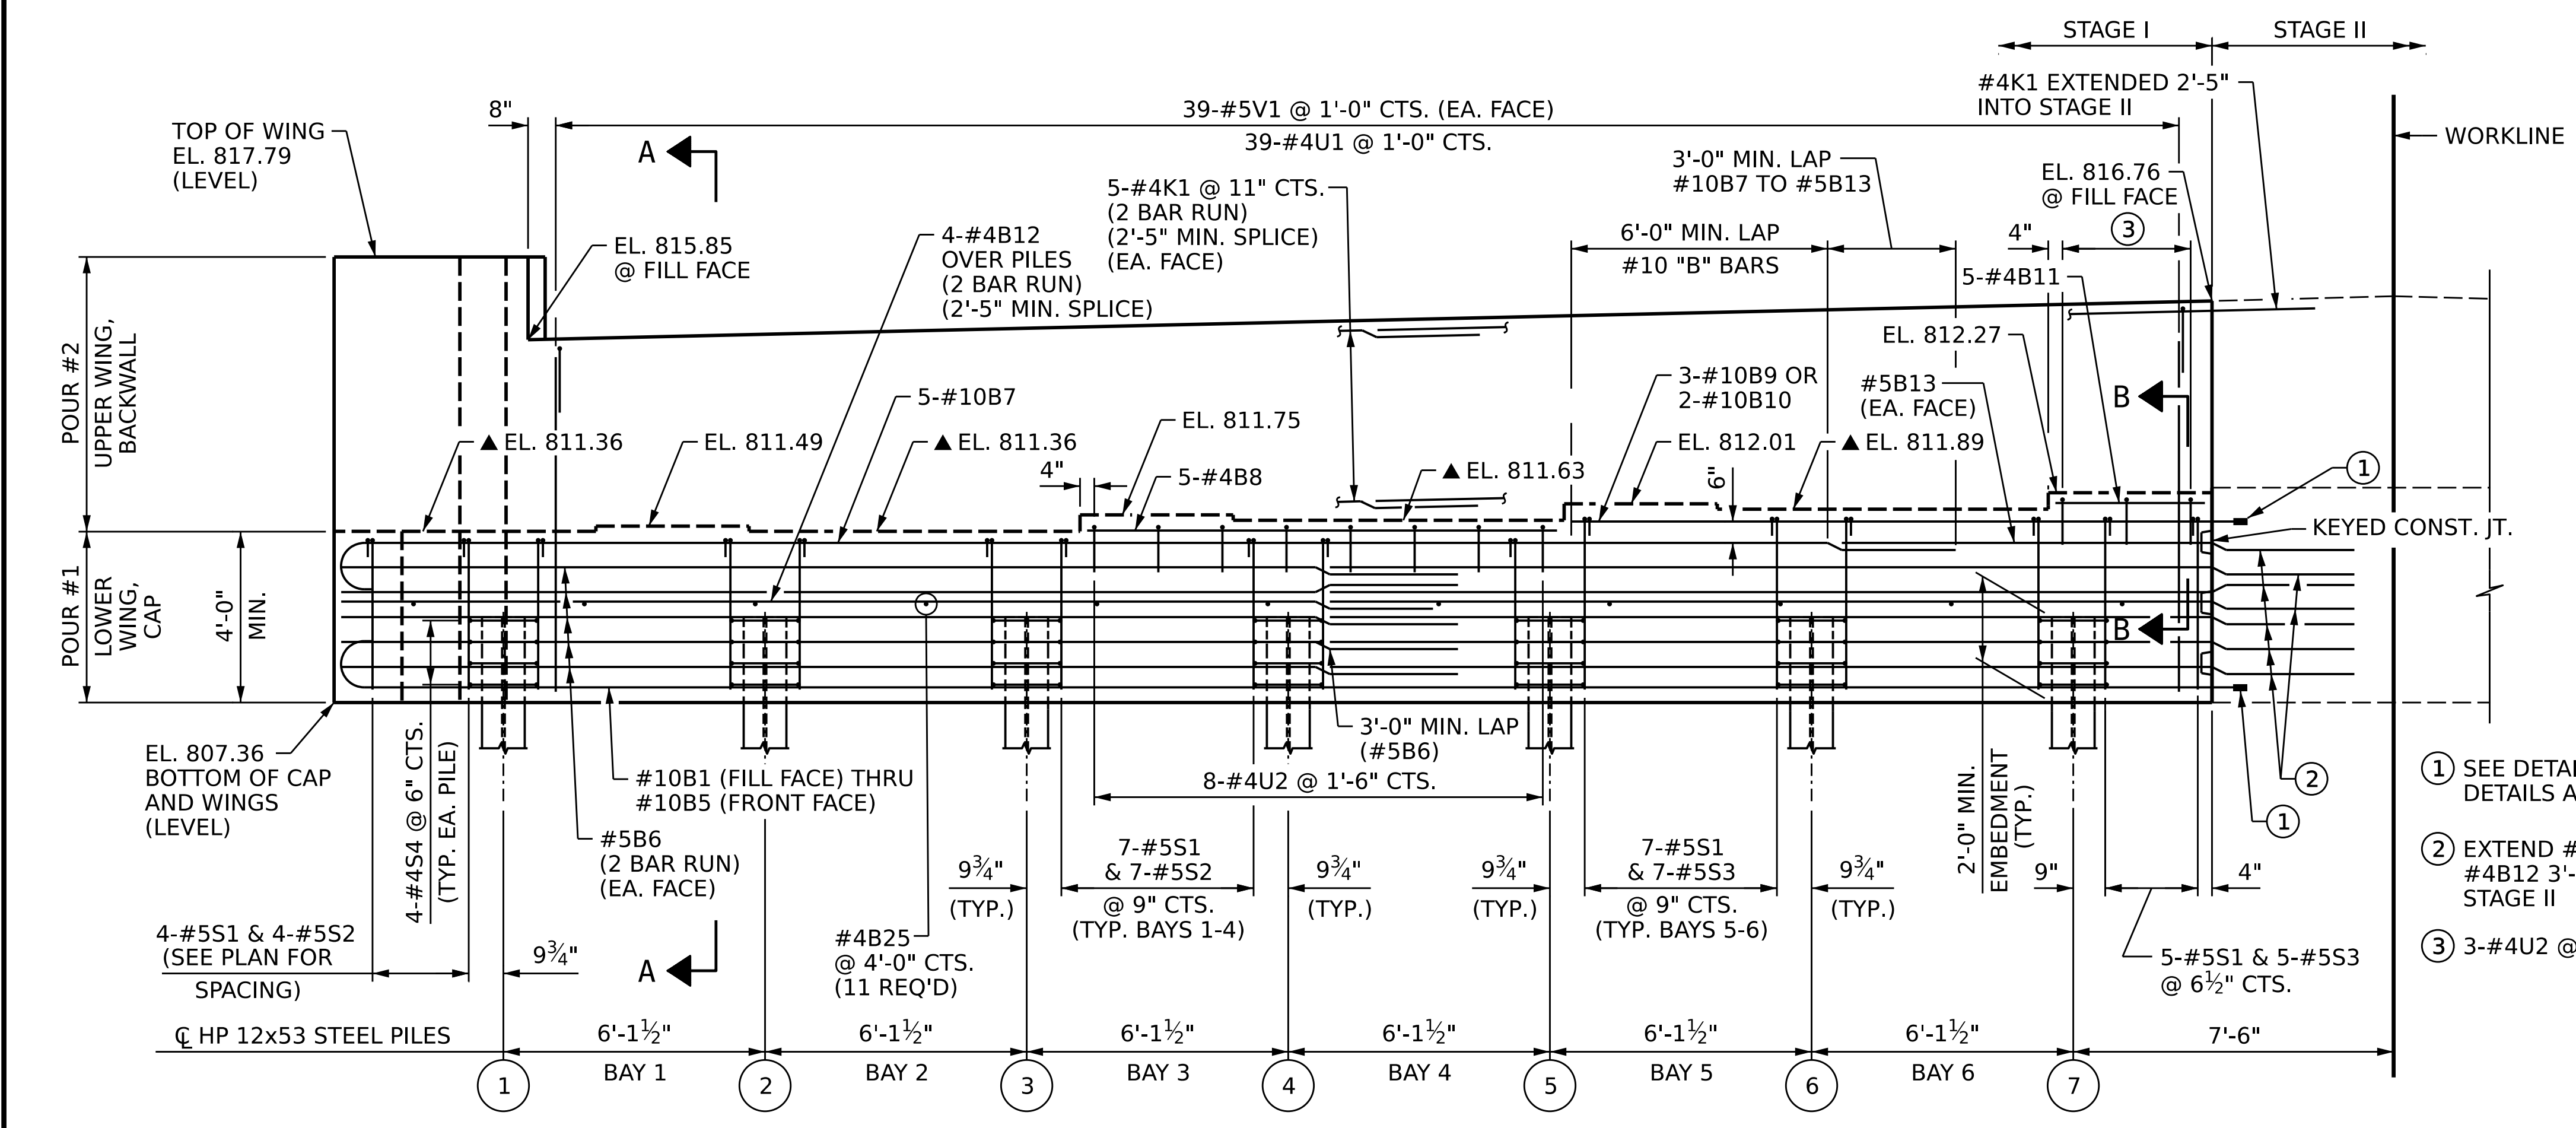 STAGE I
STAGE II
#4K1 EXTENDED 2'-5"
INTO STAGE II
8"
39-#5V1 @ 1'-0" CTS. (EA. FACE)
39-#4U1 @ 1'-0" CTS.
WORKLINE
TOP OF WING
EL. 817.79
(LEVEL)
A
3'-0" MIN. LAP
#10B7 TO #5B13
EL. 816.76
@ FILL FACE
3
5-#4K1 @ 11" CTS.
(2 BAR RUN)
(2'-5" MIN. SPLICE)
(EA. FACE)
EL. 815.85
@ FILL FACE
4-#4B12
OVER PILES
(2 BAR RUN)
(2'-5" MIN. SPLICE)
6'-0" MIN. LAP
#10 "B" BARS
4"
5-#4B11
EL. 812.27
POUR #2
UPPER WING,
BACKWALL
3-#10B9 OR
2-#10B10
#5B13
(EA. FACE)
B
5-#10B7
EL. 811.75
▲ EL. 811.36
EL. 811.49
▲ EL. 811.36
4"
5-#4B8
▲ EL. 811.63
EL. 812.01
6"
▲ EL. 811.89
1
KEYED CONST. JT.
POUR #1
LOWER
WING,
CAP
4'-0"
MIN.
B
EL. 807.36
BOTTOM OF CAP
AND WINGS
(LEVEL)
4-#4S4 @ 6" CTS.
(TYP. EA. PILE)
#10B1 (FILL FACE) THRU
#10B5 (FRONT FACE)
3'-0" MIN. LAP
(#5B6)
8-#4U2 @ 1'-6" CTS.
2'-0" MIN.
EMBEDMENT
(TYP.)
2
1
1 SEE DETAI
DETAILS A
2 EXTEND #
#4B12 3'-
STAGE II
3 3-#4U2 @
#5B6
(2 BAR RUN)
(EA. FACE)
9¾"
(TYP.)
7-#5S1
& 7-#5S2
@ 9" CTS.
(TYP. BAYS 1-4)
9¾"
(TYP.)
9¾"
(TYP.)
7-#5S1
& 7-#5S3
@ 9" CTS.
(TYP. BAYS 5-6)
9¾"
(TYP.)
9"
4"
4-#5S1 & 4-#5S2
(SEE PLAN FOR
SPACING)
9¾"
A
#4B25
@ 4'-0" CTS.
(11 REQ'D)
5-#5S1 & 5-#5S3
@ 6½" CTS.
℄ HP 12x53 STEEL PILES
6'-1½"
6'-1½"
6'-1½"
6'-1½"
6'-1½"
6'-1½"
7'-6"
BAY 1
BAY 2
BAY 3
BAY 4
BAY 5
BAY 6
1
2
3
4
5
6
7